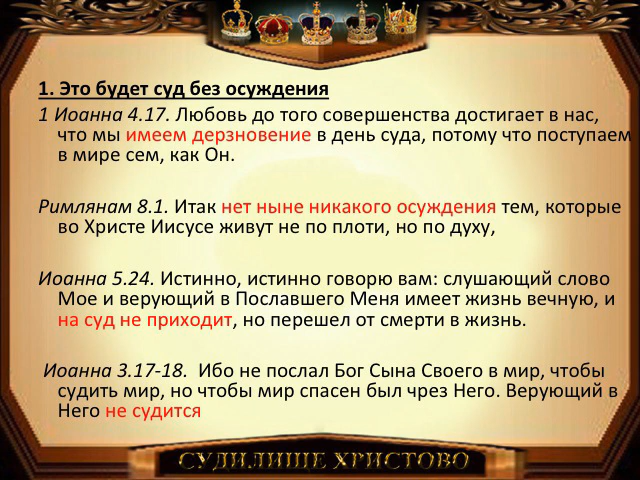 1. Это будет суд без осуждения
1 Иоанна 4.17. Любовь до того совершенства достигает в нас,
что мы имеем дерзновение в день суда, потому что поступаем
в мире сем, как Он.
Римлянам 8.1. Итак нет ныне никакого осуждения тем, которые
во Христе Иисусе живут не по плоти, но по духу,
Иоанна 5.24. Истинно, истинно говорю вам: слушающий слово
Мое и верующий в Пославшего Меня имеет жизнь вечную, и
на суд не приходит, но перешел от смерти в жизнь.
Иоанна 3.17-18. Ибо не послал Бог Сына Своего в мир, чтобы
судить мир, но чтобы мир спасен был чрез Него. Верующий в
Него не судится
СУДИЛИЩЕ ХРИСТОВО